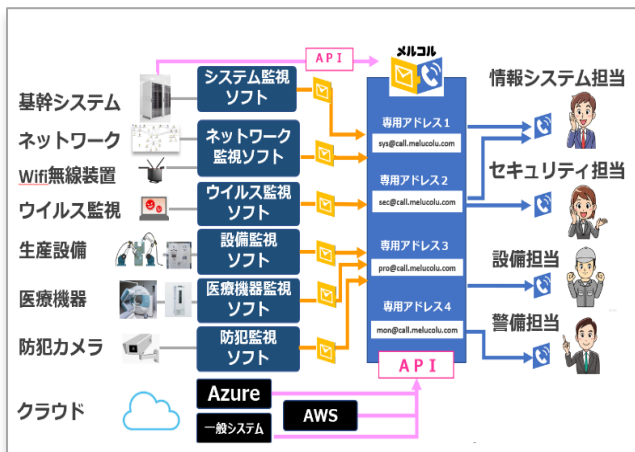 API
メルコル
基幹システム
システム監視
ソフト
情報システム担当
ネットワーク
ネットワーク
監視ソフト
専用アドレス1
sys@call.melucolu.com
Wifi無線装置
セキュリティ担当
ウイルス監視
ウイルス監視
ソフト
専用アドレス2
sec@call.melucolu.com
生産設備
設備監視
ソフト
専用アドレス3
pro@call.melucolu.com
設備担当
医療機器
医療機器監視
ソフト
専用アドレス4
mon@call.melucolu.com
警備担当
防犯カメラ
防犯監視
ソフト
API
クラウド
Azure
AWS
一般システム